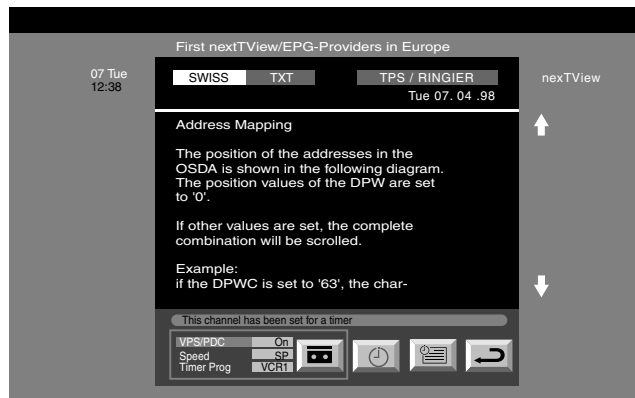 First nextTView/EPG-Providers in Europe
07 Tue
12:38
SWISS TXT TPS / RINGIER nexTView
Tue 07. 04 .98
Address Mapping
The position of the addresses in the
OSDA is shown in the following diagram.
The position values of the DPW are set
to '0'.
If other values are set, the complete
combination will be scrolled.
Example:
if the DPWC is set to '63', the char-
This channel has been set for a timer
VPS/PDC On
Speed SP
Timer Prog VCR1